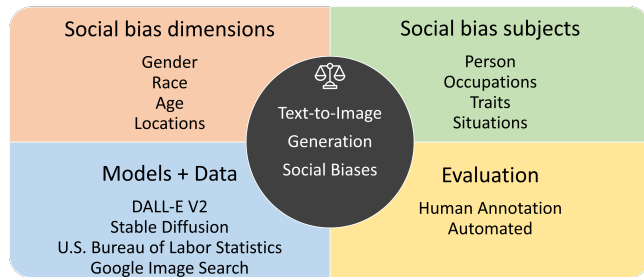 Social bias dimensions
Gender
Race
Age
Locations
Social bias subjects
Person
Occupations
Traits
Situations
Text-to-Image
Generation
Social Biases
Models + Data
DALL-E V2
Stable Diffusion
U.S. Bureau of Labor Statistics
Google Image Search
Evaluation
Human Annotation
Automated